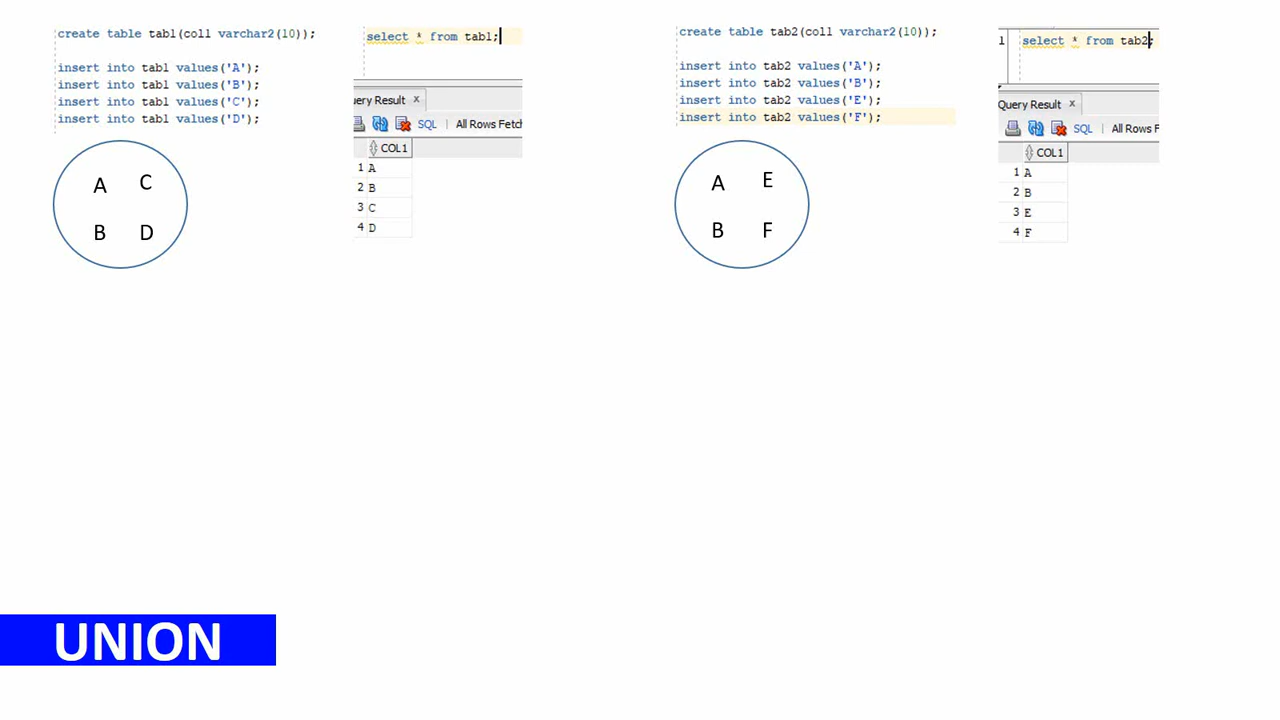 create table tab1(col1 varchar2(10));
insert into tab1 values('A');
insert into tab1 values('B');
insert into tab1 values('C');
insert into tab1 values('D');
A C
B D
select * from tab1;
uery Result x
SQL | All Rows Fetch
COL1
1 A
2 B
3 C
4 D
create table tab2(col1 varchar2(10));
insert into tab2 values('A');
insert into tab2 values('B');
insert into tab2 values('E');
insert into tab2 values('F');
A E
B F
1 select * from tab2;
Query Result x
SQL | All Rows F
COL1
1 A
2 B
3 E
4 F
UNION